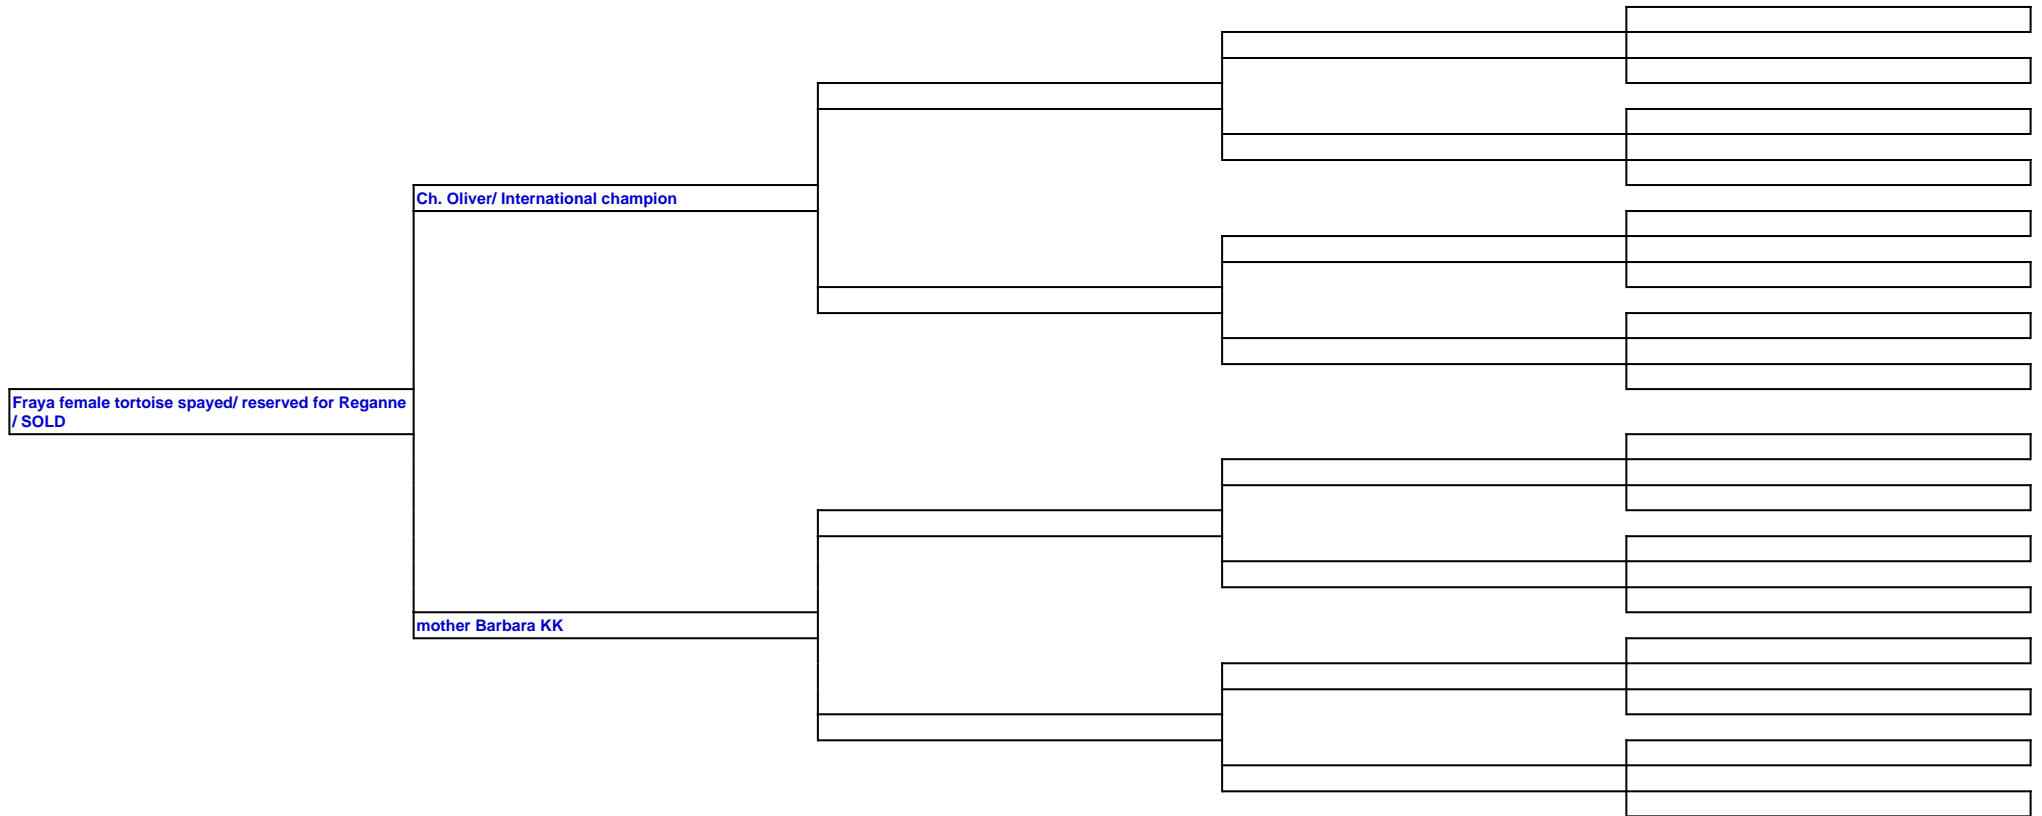 Ch. Oliver/ International champion
Fraya female tortoise spayed/ reserved for Reganne
/ SOLD
mother Barbara KK